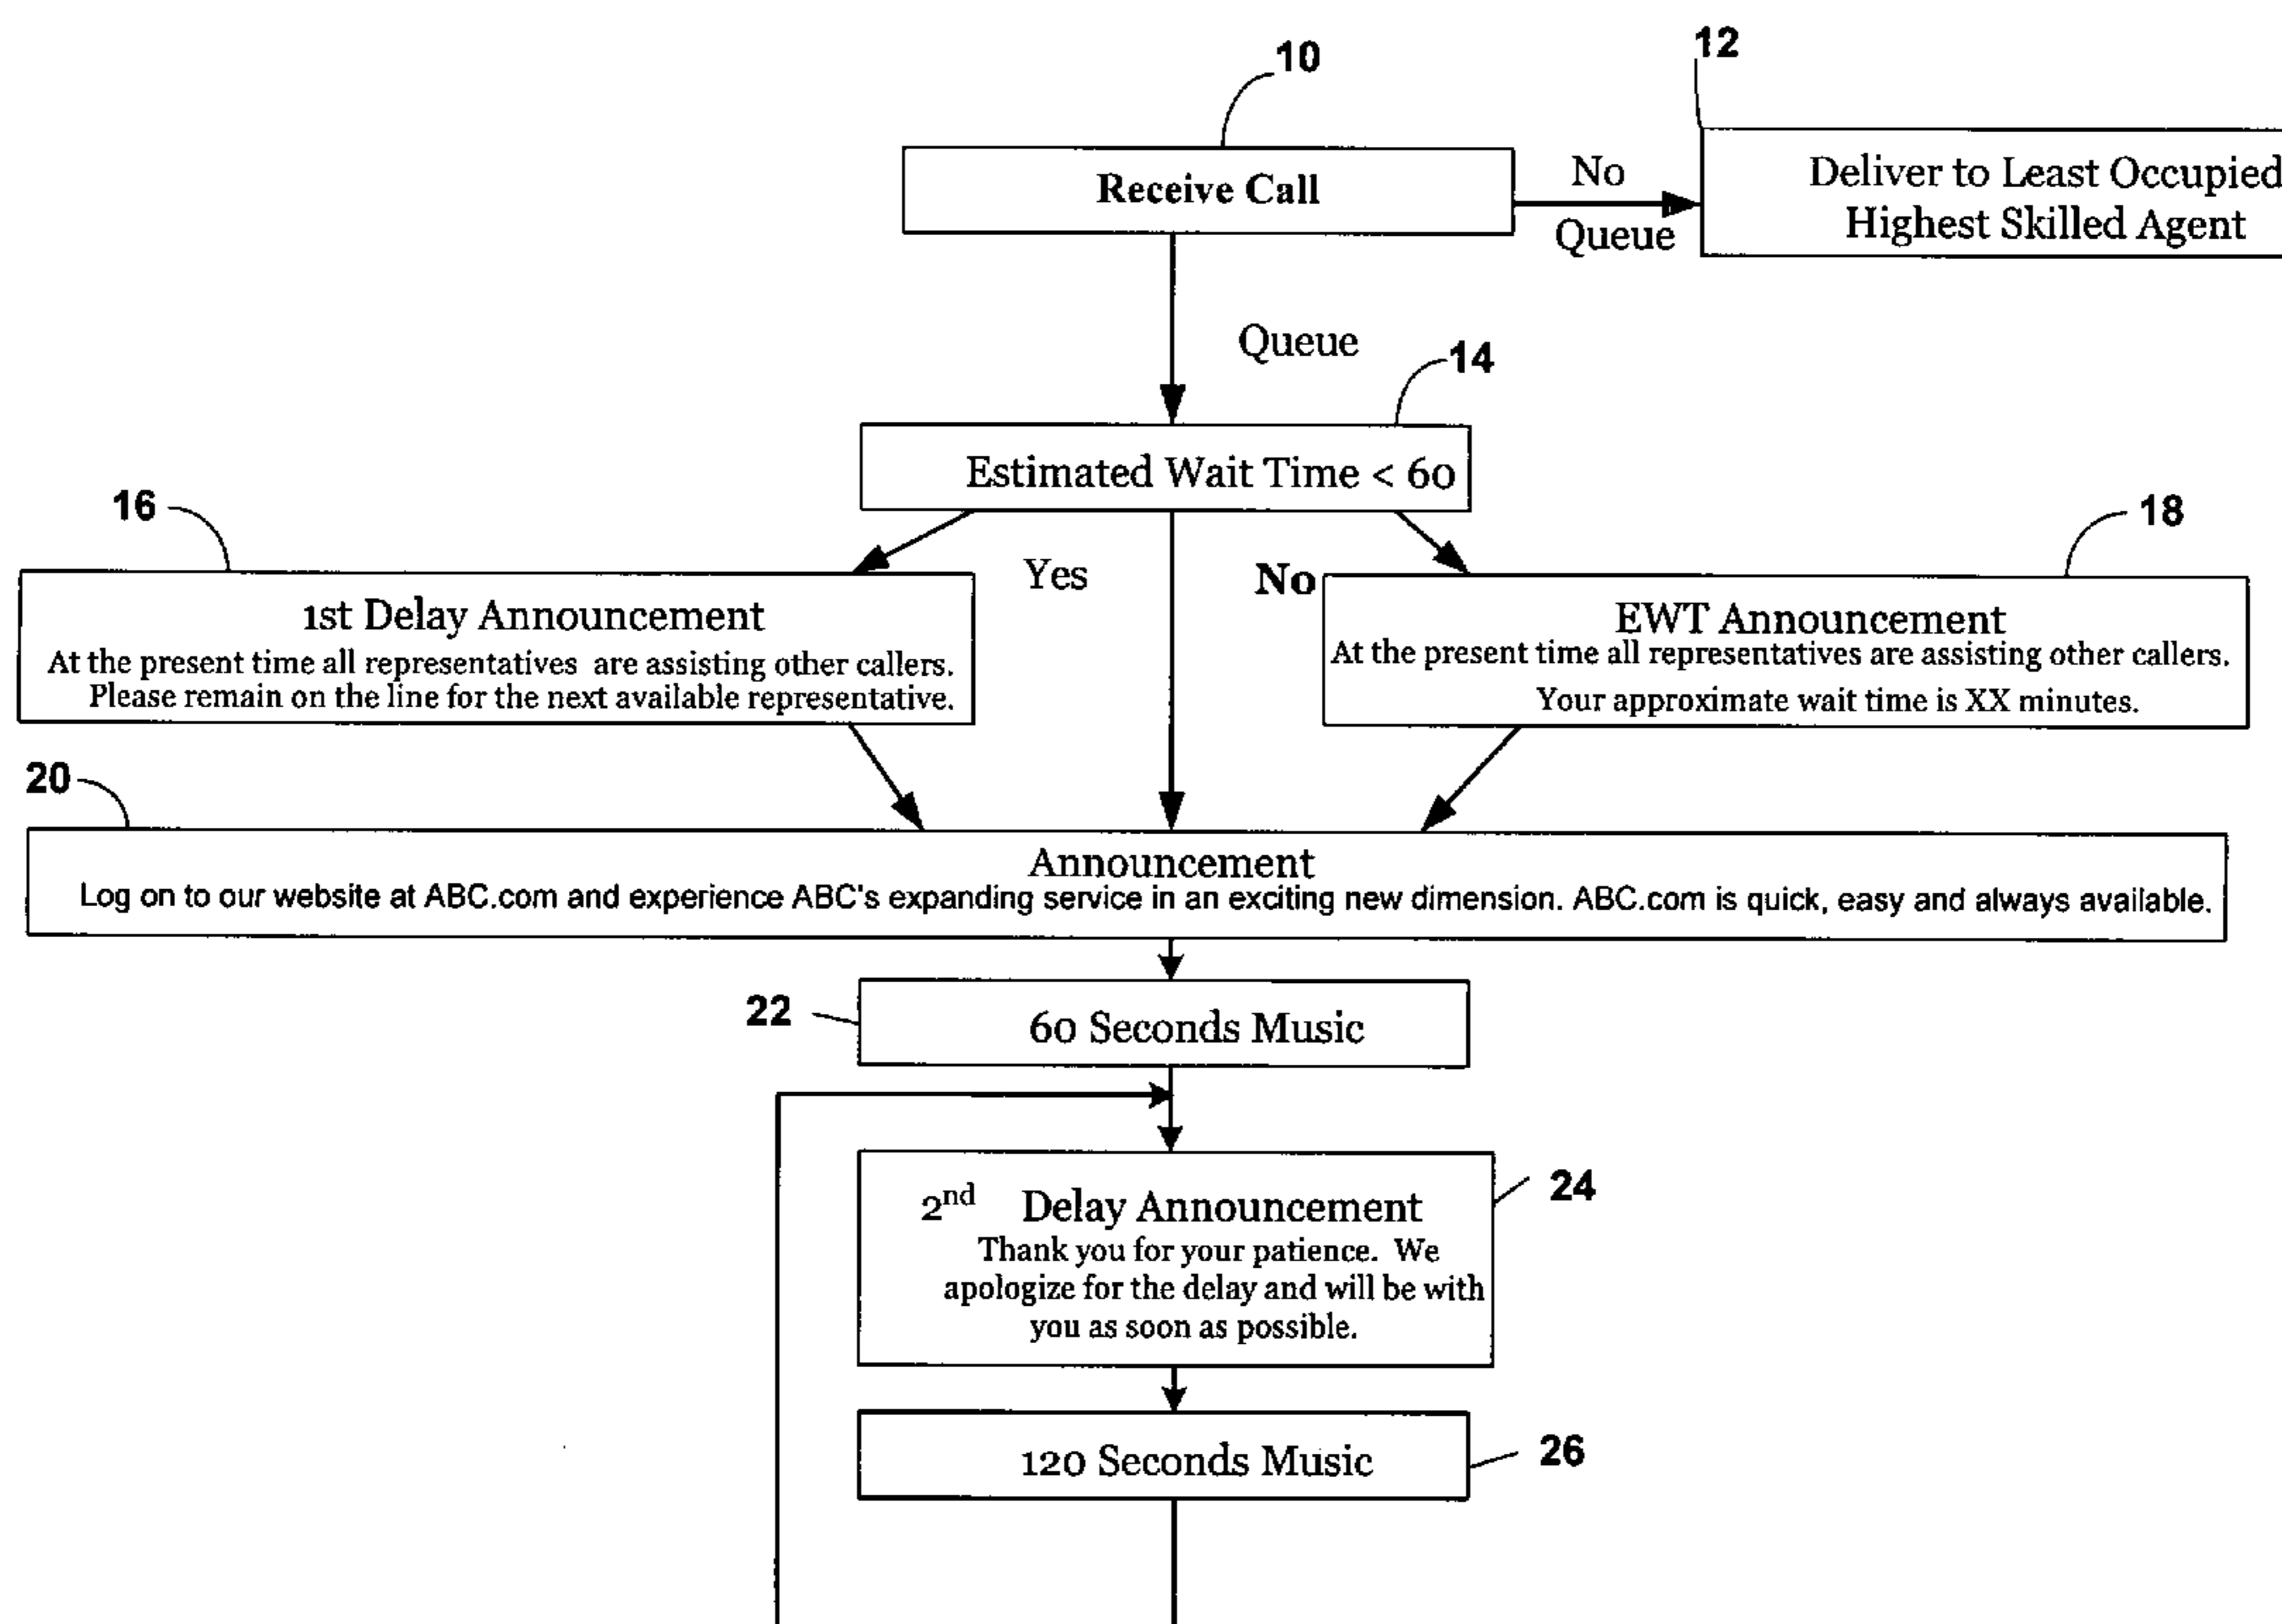 10
12
Receive Call
No
Queue
Deliver to Least Occupied
Highest Skilled Agent
Queue
14
Estimated Wait Time < 60
16
18
Yes
No
1st Delay Announcement
At the present time all representatives are assisting other callers.
Please remain on the line for the next available representative.
EWT Announcement
At the present time all representatives are assisting other callers.
Your approximate wait time is XX minutes.
20
Announcement
Log on to our website at ABC.com and experience ABC's expanding service in an exciting new dimension. ABC.com is quick, easy and always available.
22
60 Seconds Music
24
2nd Delay Announcement
Thank you for your patience. We
apologize for the delay and will be with
you as soon as possible.
120 Seconds Music
26